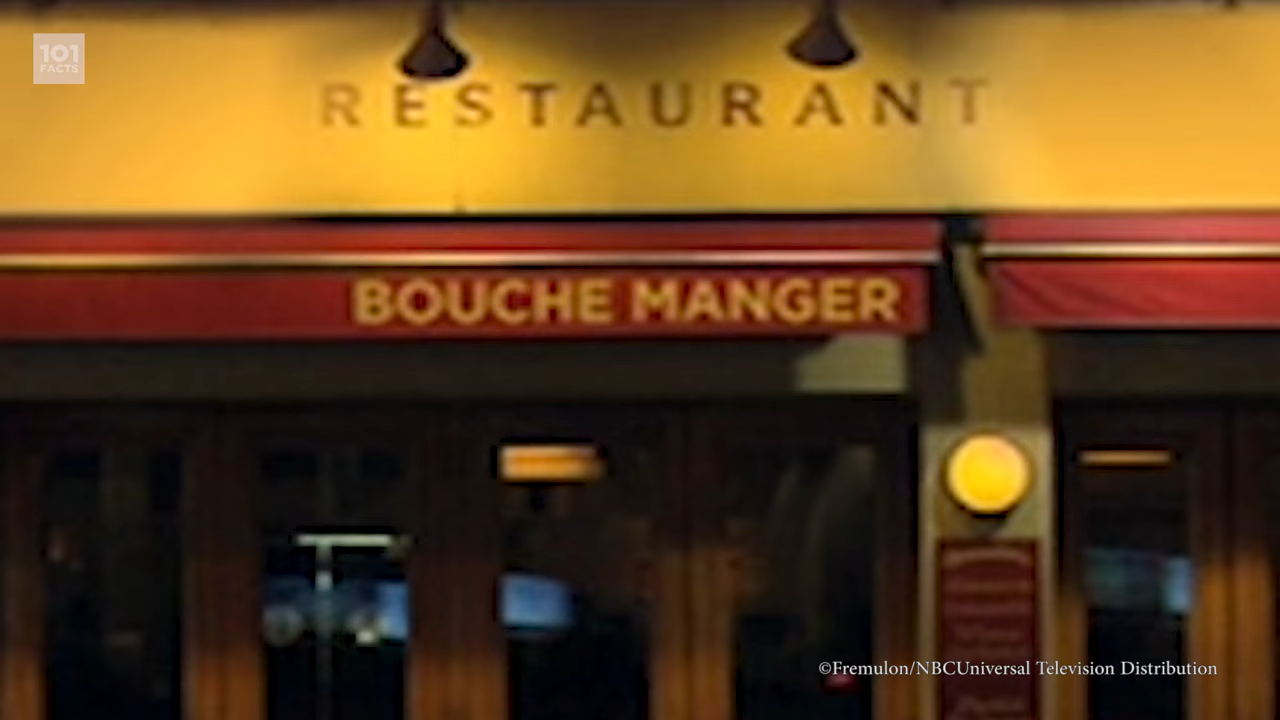 101
FACTS
RESTAURANT
BOUCHE MANGER
©Fremulon/NBCUniversal Television Distribution